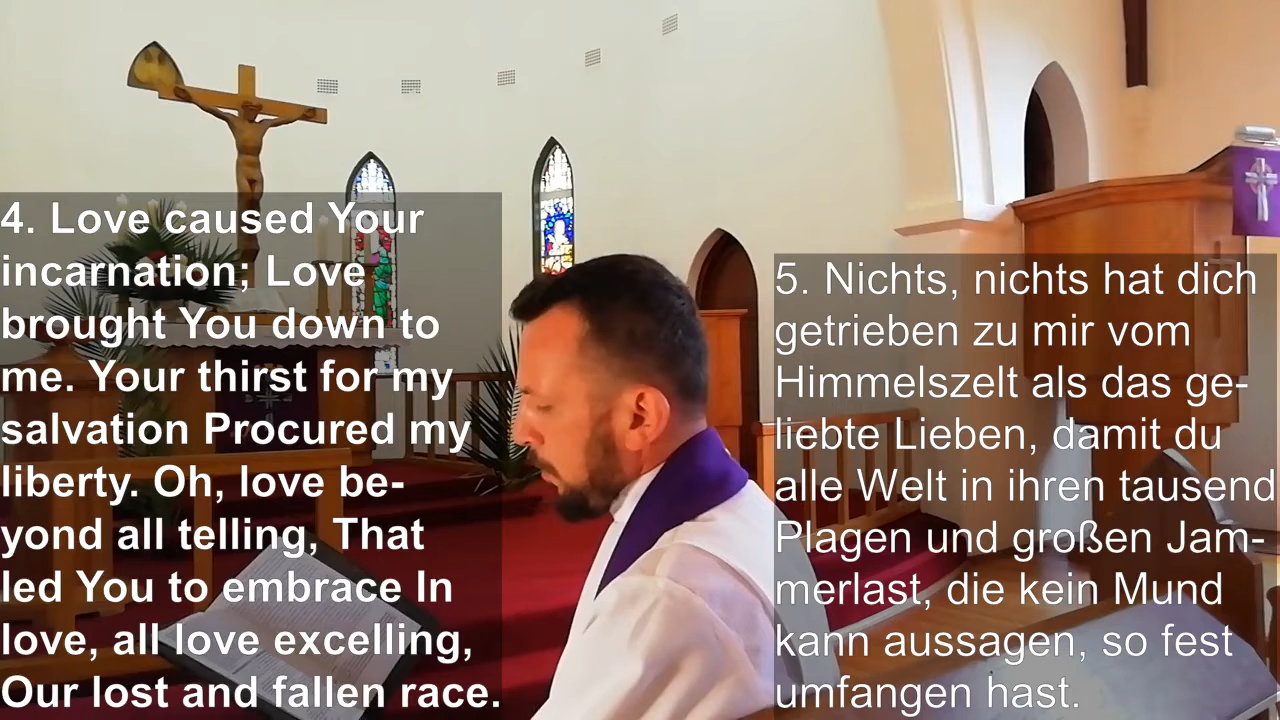 4. Love caused Your
incarnation; Love
brought You down to
me. Your thirst for my
salvation Procured my
liberty. Oh, love be-
yond all telling, That
led You to embrace In
love, all love excelling,
Our lost and fallen race.
5. Nichts, nichts hat dich
getrieben zu mir vom
Himmelszelt als das ge-
liebte Lieben, damit du
alle Welt in ihren tausend
Plagen und großen Jam-
merlast, die kein Mund
kann aussagen, so fest
umfangen hast.